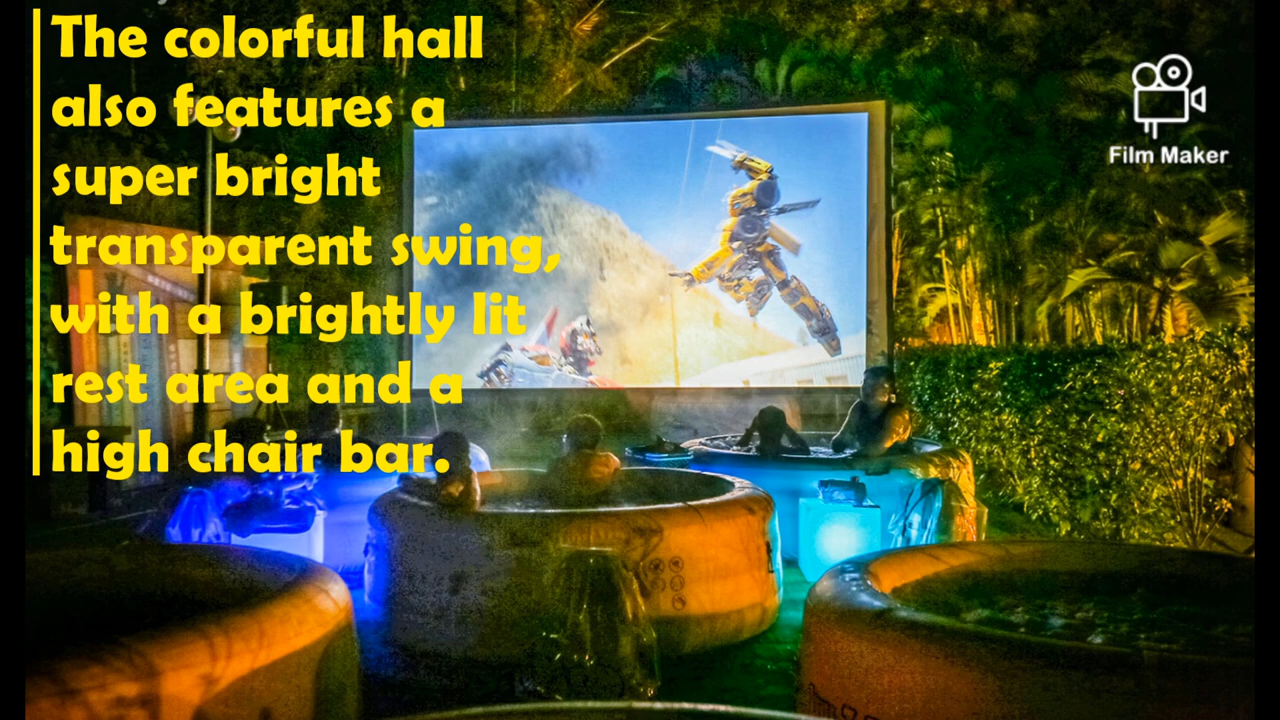 The colorful hall
also features a
super bright
transparent swing,
with a brightly lit
rest area and a
high chair bar.
Film Maker